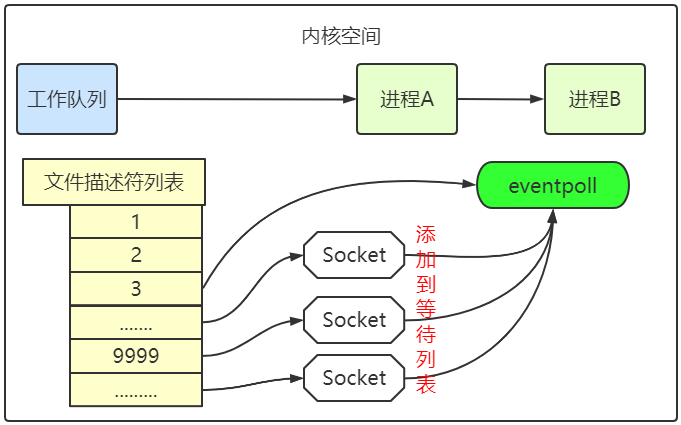 内核空间
工作队列
进程A
进程B
文件描述符列表
eventpoll
1
2
3
.......
9999
.........
Socket
Socket
Socket
添加到等待列表